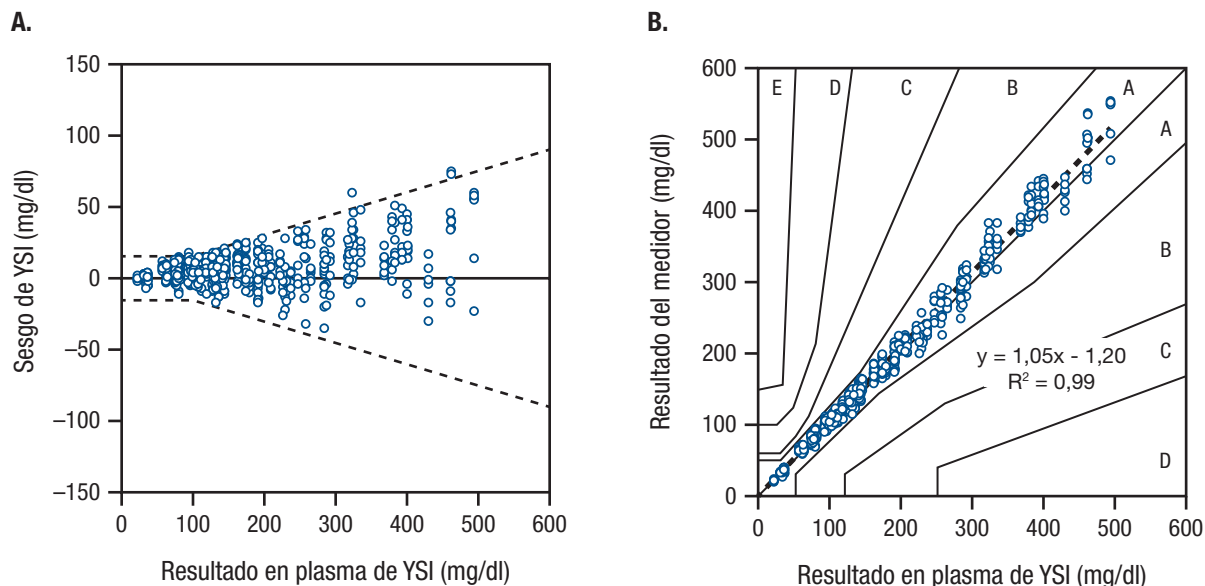 A.
150
100
50
0
−50
−100
−150
Sesgo de YSI (mg/dl)
0 100 200 300 400 500 600
Resultado en plasma de YSI (mg/dl)
B.
600
500
400
300
200
100
0
Resultado del medidor (mg/dl)
E D C B A
A
B
y = 1,05x - 1,20
R² = 0,99
C
D
0 100 200 300 400 500 600
Resultado en plasma de YSI (mg/dl)